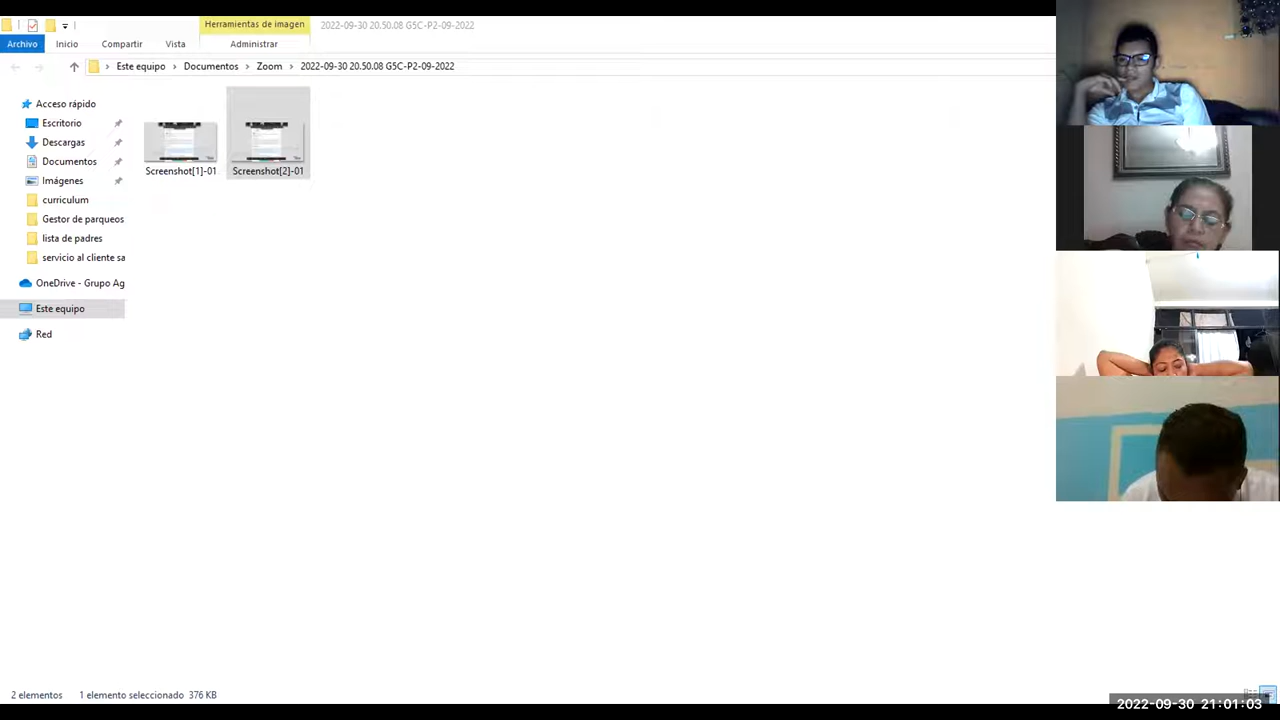 Herramientas de imagen
2022-09-30 20.50.08 G5C-P2-09-2022
Archivo
Inicio
Compartir
Vista
Administrar
Este equipo
Documentos
Zoom
2022-09-30 20.50.08 G5C-P2-09-2022
Acceso rápido
Escritorio
Descargas
Documentos
Imágenes
curriculum
Gestor de parqueos
lista de padres
servicio al cliente sa
OneDrive - Grupo Ag
Este equipo
Red
Screenshot[1]-01
Screenshot[2]-01
2 elementos
1 elemento seleccionado 376 KB
2022-09-30 21:01:03